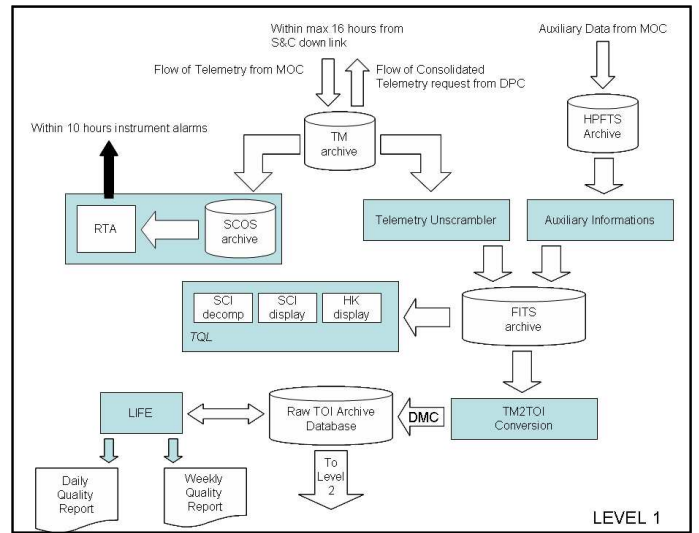 Within max 16 hours from
S&C down link
Auxiliary Data from MOC
Flow of Telemetry from MOC
Flow of Consolidated
Telemetry request from DPC
Within 10 hours instrument alarms
TM
archive
HPFTS
Archive
RTA
SCOS
archive
Telemetry Unscrambler
Auxiliary Informations
SCI
decomp
SCI
display
HK
display
TQL
FITS
archive
LIFE
Raw TOI Archive
Database
DMC
TM2TOI
Conversion
Daily
Quality
Report
Weekly
Quality
Report
To
Level
2
LEVEL 1